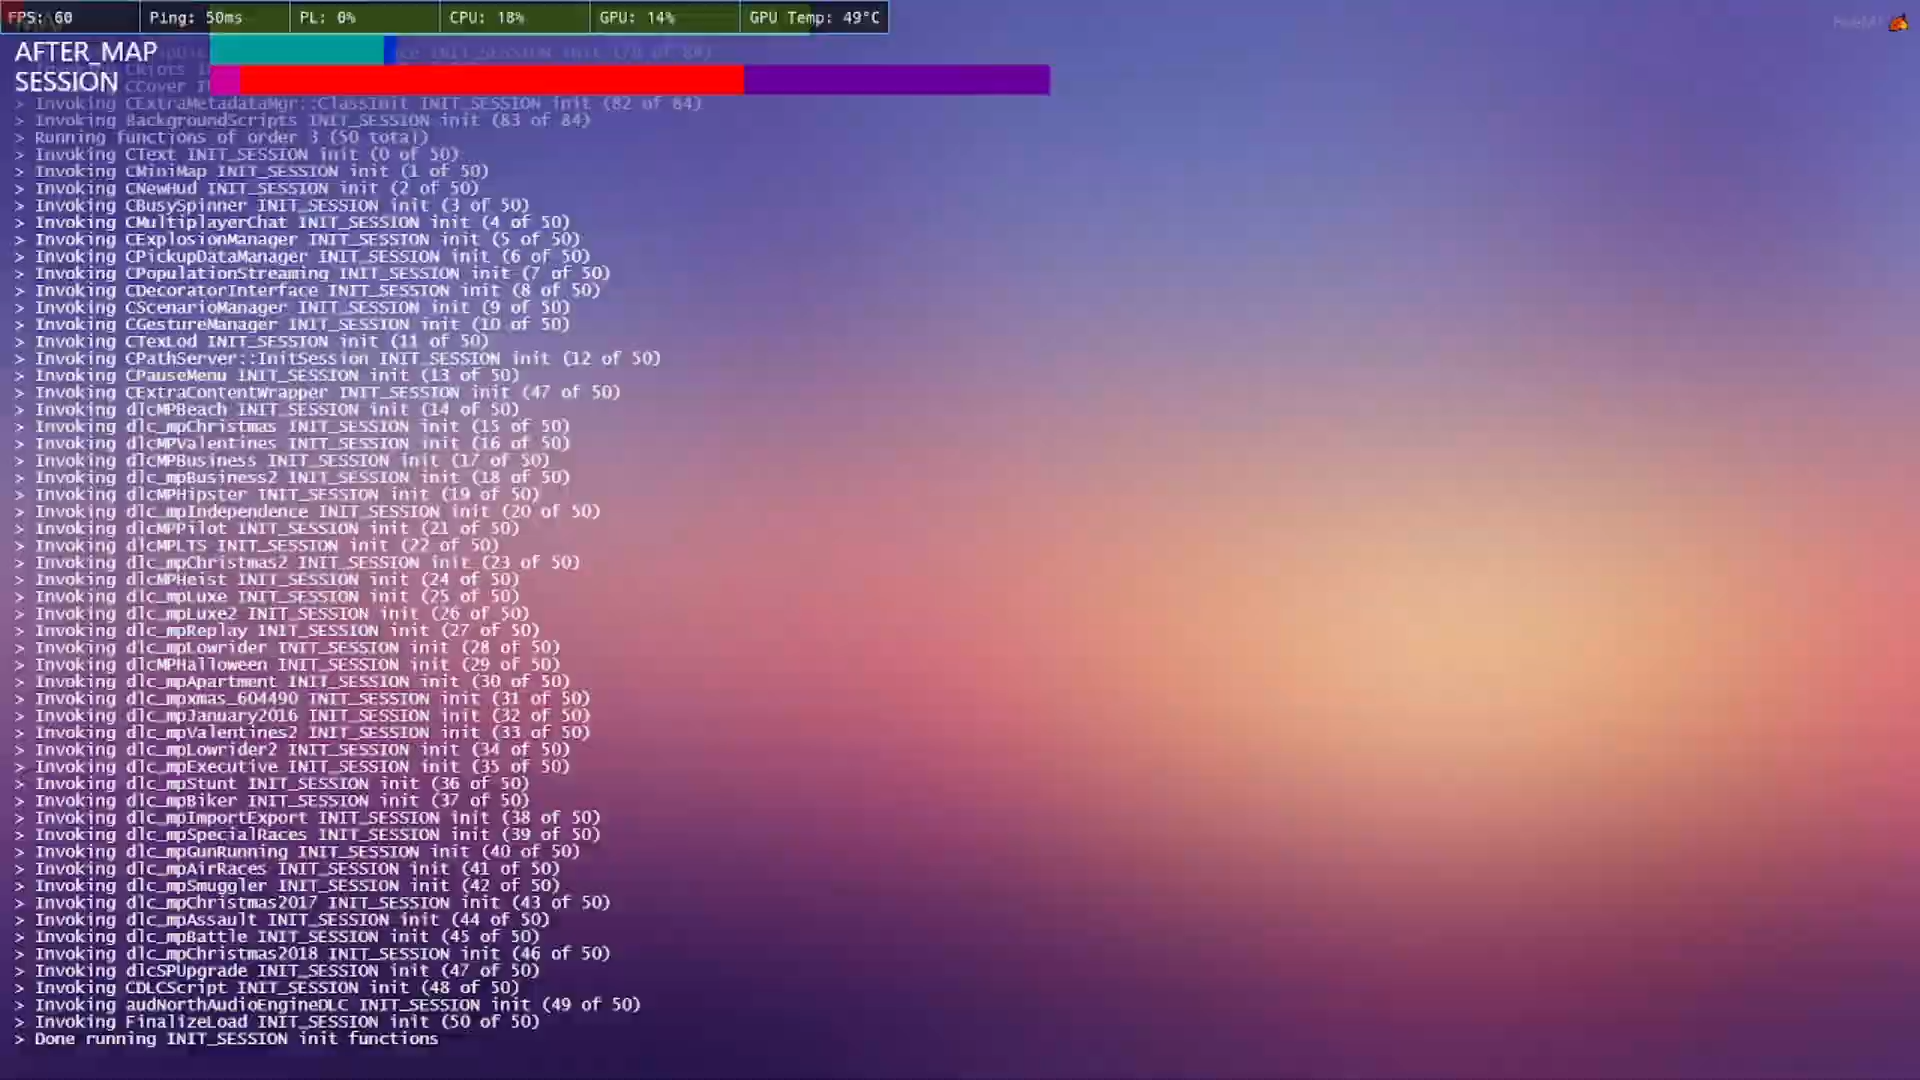 FPS: 60 Ping: 50ms PL: 0% CPU: 18% GPU: 14% GPU Temp: 49°C
AFTER_MAP
INIT_SESSION init (78 of 84)
SESSION
CCover
> Invoking CExtraMetadataMgr::ClassInit INIT_SESSION init (82 of 84)
> Invoking BackgroundScripts INIT_SESSION init (83 of 84)
> Running functions of order 3 (50 total)
> Invoking CText INIT_SESSION init (0 of 50)
> Invoking CMiniMap INIT_SESSION init (1 of 50)
> Invoking CNewHud INIT_SESSION init (2 of 50)
> Invoking CBusySpinner INIT_SESSION init (3 of 50)
> Invoking CMultiplayerChat INIT_SESSION init (4 of 50)
> Invoking CExplosionManager INIT_SESSION init (5 of 50)
> Invoking CPickupDataManager INIT_SESSION init (6 of 50)
> Invoking CPopulationStreaming INIT_SESSION init (7 of 50)
> Invoking CDecoratorInterface INIT_SESSION init (8 of 50)
> Invoking CScenarioManager INIT_SESSION init (9 of 50)
> Invoking CGestureManager INIT_SESSION init (10 of 50)
> Invoking CTexLod INIT_SESSION init (11 of 50)
> Invoking CPathServer::InitSession INIT_SESSION init (12 of 50)
> Invoking CPauseMenu INIT_SESSION init (13 of 50)
> Invoking CExtraContentWrapper INIT_SESSION init (47 of 50)
> Invoking dlcMPBeach INIT_SESSION init (14 of 50)
> Invoking dlc_mpChristmas INIT_SESSION init (15 of 50)
> Invoking dlcMPValentines INIT_SESSION init (16 of 50)
> Invoking dlcMPBusiness INIT_SESSION init (17 of 50)
> Invoking dlc_mpBusiness2 INIT_SESSION init (18 of 50)
> Invoking dlcMPHipster INIT_SESSION init (19 of 50)
> Invoking dlc_mpIndependence INIT_SESSION init (20 of 50)
> Invoking dlcMPPilot INIT_SESSION init (21 of 50)
> Invoking dlcMPLTS INIT_SESSION init (22 of 50)
> Invoking dlc_mpChristmas2 INIT_SESSION init (23 of 50)
> Invoking dlcMPHeist INIT_SESSION init (24 of 50)
> Invoking dlc_mpLuxe INIT_SESSION init (25 of 50)
> Invoking dlc_mpLuxe2 INIT_SESSION init (26 of 50)
> Invoking dlc_mpReplay INIT_SESSION init (27 of 50)
> Invoking dlc_mpLowrider INIT_SESSION init (28 of 50)
> Invoking dlcMPHalloween INIT_SESSION init (29 of 50)
> Invoking dlc_mpApartment INIT_SESSION init (30 of 50)
> Invoking dlc_mpxmas_604490 INIT_SESSION init (31 of 50)
> Invoking dlc_mpJanuary2016 INIT_SESSION init (32 of 50)
> Invoking dlc_mpValentines2 INIT_SESSION init (33 of 50)
> Invoking dlc_mpLowrider2 INIT_SESSION init (34 of 50)
> Invoking dlc_mpExecutive INIT_SESSION init (35 of 50)
> Invoking dlc_mpStunt INIT_SESSION init (36 of 50)
> Invoking dlc_mpBiker INIT_SESSION init (37 of 50)
> Invoking dlc_mpImportExport INIT_SESSION init (38 of 50)
> Invoking dlc_mpSpecialRaces INIT_SESSION init (39 of 50)
> Invoking dlc_mpGunRunning INIT_SESSION init (40 of 50)
> Invoking dlc_mpAirRaces INIT_SESSION init (41 of 50)
> Invoking dlc_mpSmuggler INIT_SESSION init (42 of 50)
> Invoking dlc_mpChristmas2017 INIT_SESSION init (43 of 50)
> Invoking dlc_mpAssault INIT_SESSION init (44 of 50)
> Invoking dlc_mpBattle INIT_SESSION init (45 of 50)
> Invoking dlc_mpChristmas2018 INIT_SESSION init (46 of 50)
> Invoking dlcSPUpgrade INIT_SESSION init (47 of 50)
> Invoking CDLCScript INIT_SESSION init (48 of 50)
> Invoking audNorthAudioEngineDLC INIT_SESSION init (49 of 50)
> Invoking FinalizeLoad INIT_SESSION init (50 of 50)
> Done running INIT_SESSION init functions